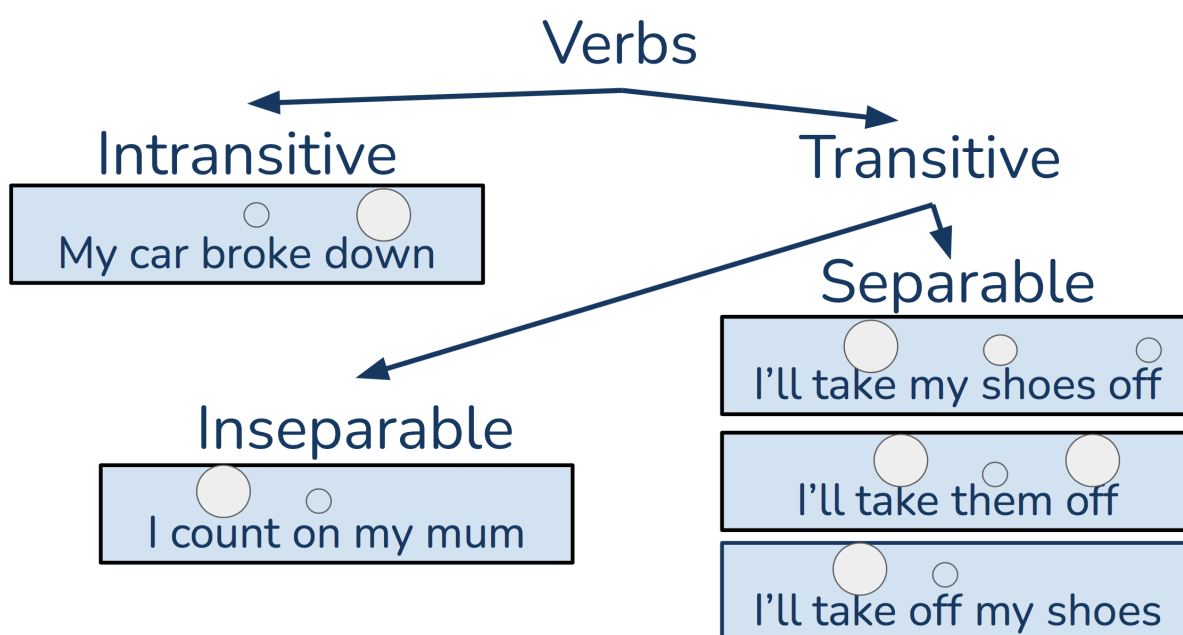 Verbs
Intransitive
My car broke down
Transitive
Inseparable
I count on my mum
Separable
I'll take my shoes off
I'll take them off
I'll take off my shoes